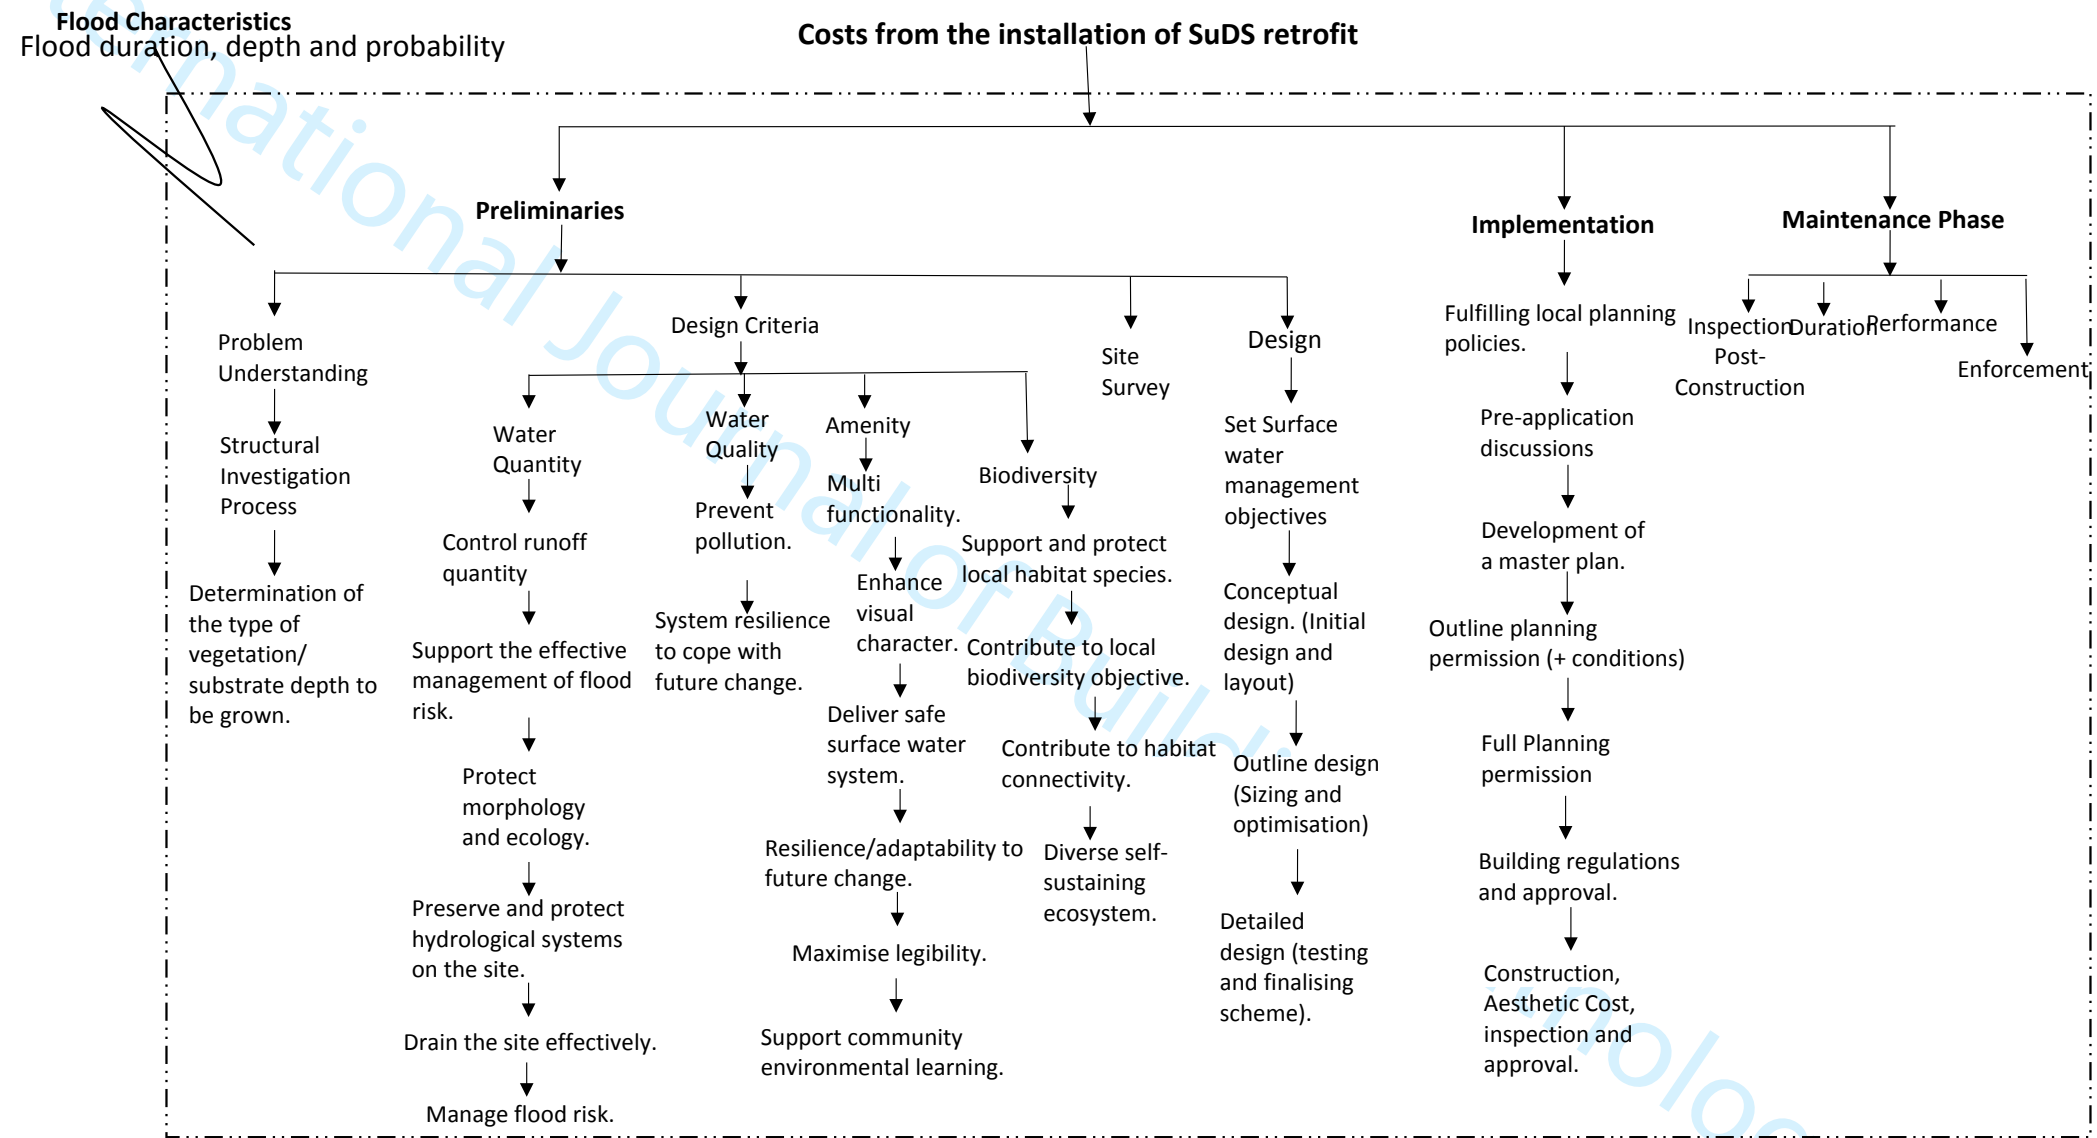 Flood Characteristics
Flood duration, depth and probability
Costs from the installation of SuDS retrofit
Preliminaries
Implementation
Maintenance Phase
Problem
Understanding
Structural
Investigation
Process
Determination of
the type of
vegetation/
substrate depth to
be grown.
Design Criteria
Water
Quantity
Control runoff
quantity
Support the effective
management of flood
risk.
Protect
morphology
and ecology.
Preserve and protect
hydrological systems
on the site.
Drain the site effectively.
Manage flood risk.
Water
Quality
Prevent
pollution.
System resilience
to cope with
future change.
Amenity
Multi
functionality.
Enhance
visual
character.
Deliver safe
surface water
system.
Resilience/adaptability to
future change.
Maximise legibility.
Support community
environmental learning.
Biodiversity
Support and protect
local habitat species.
Contribute to local
biodiversity objective.
Contribute to habitat
connectivity.
Diverse self-
sustaining
ecosystem.
Site
Survey
Design
Set Surface
water
management
objectives
Conceptual
design. (Initial
design and
layout)
Outline design
(Sizing and
optimisation)
Detailed
design (testing
and finalising
scheme).
Fulfilling local planning
policies.
Pre-application
discussions
Development of
a master plan.
Outline planning
permission (+ conditions)
Full Planning
permission
Building regulations
and approval.
Construction,
Aesthetic Cost,
inspection and
approval.
Inspection
Post-
Construction
Duration
Performance
Enforcement
Journal of